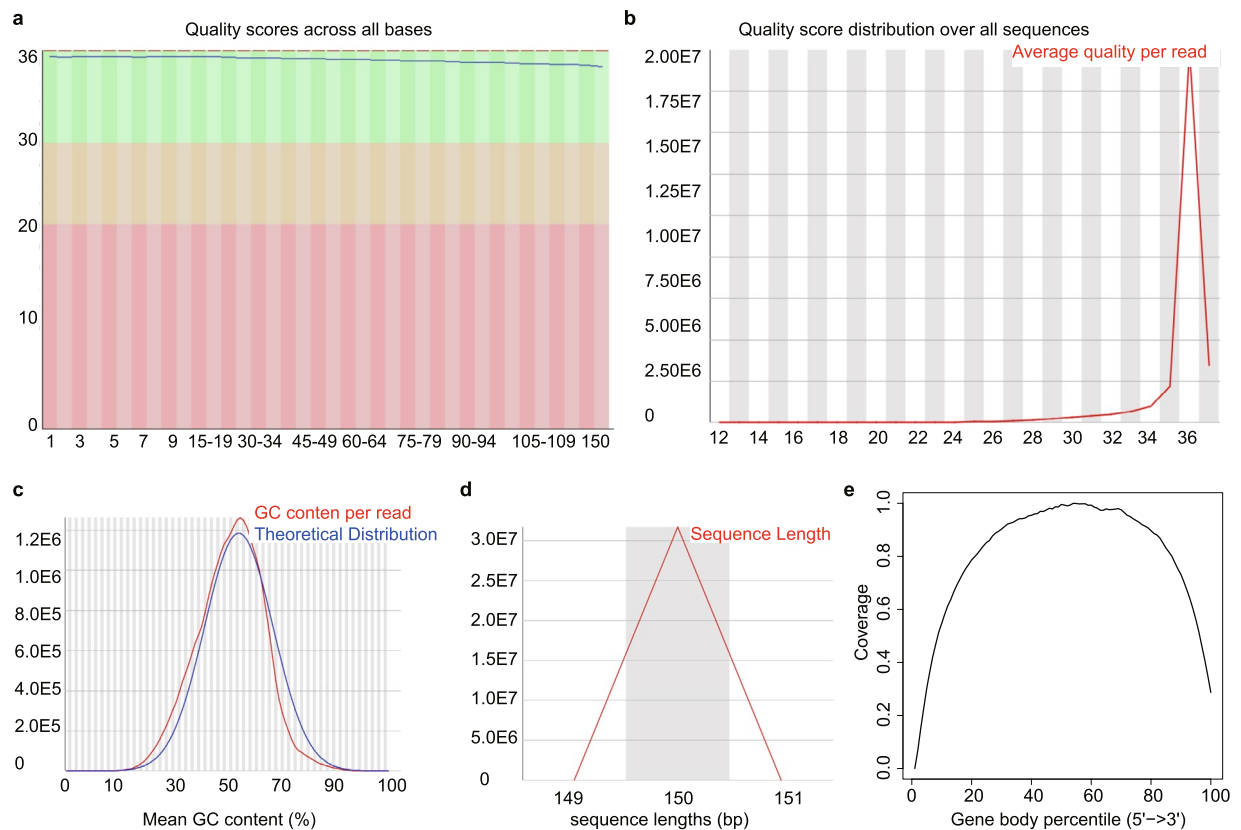 a
Quality scores across all bases
36
30
20
10
0
1 3 5 7 9 15-19 30-34 45-49 60-64 75-79 90-94 105-109 150
b
Quality score distribution over all sequences
Average quality per read
2.00E7
1.75E7
1.50E7
1.25E7
1.00E7
7.50E6
5.00E6
2.50E6
0
12 14 16 18 20 22 24 26 28 30 32 34 36
c
GC conten per read
Theoretical Distribution
1.2E6
1.0E6
8.0E5
6.0E5
4.0E5
2.0E5
0
0 10 30 50 70 90 100
Mean GC content (%)
d
Sequence Length
3.0E7
2.5E7
2.0E7
1.5E7
1.0E7
5.0E6
0
149 150 151
sequence lengths (bp)
e
Coverage
1.0
0.8
0.6
0.4
0.2
0.0
0 20 40 60 80 100
Gene body percentile (5'−>3')